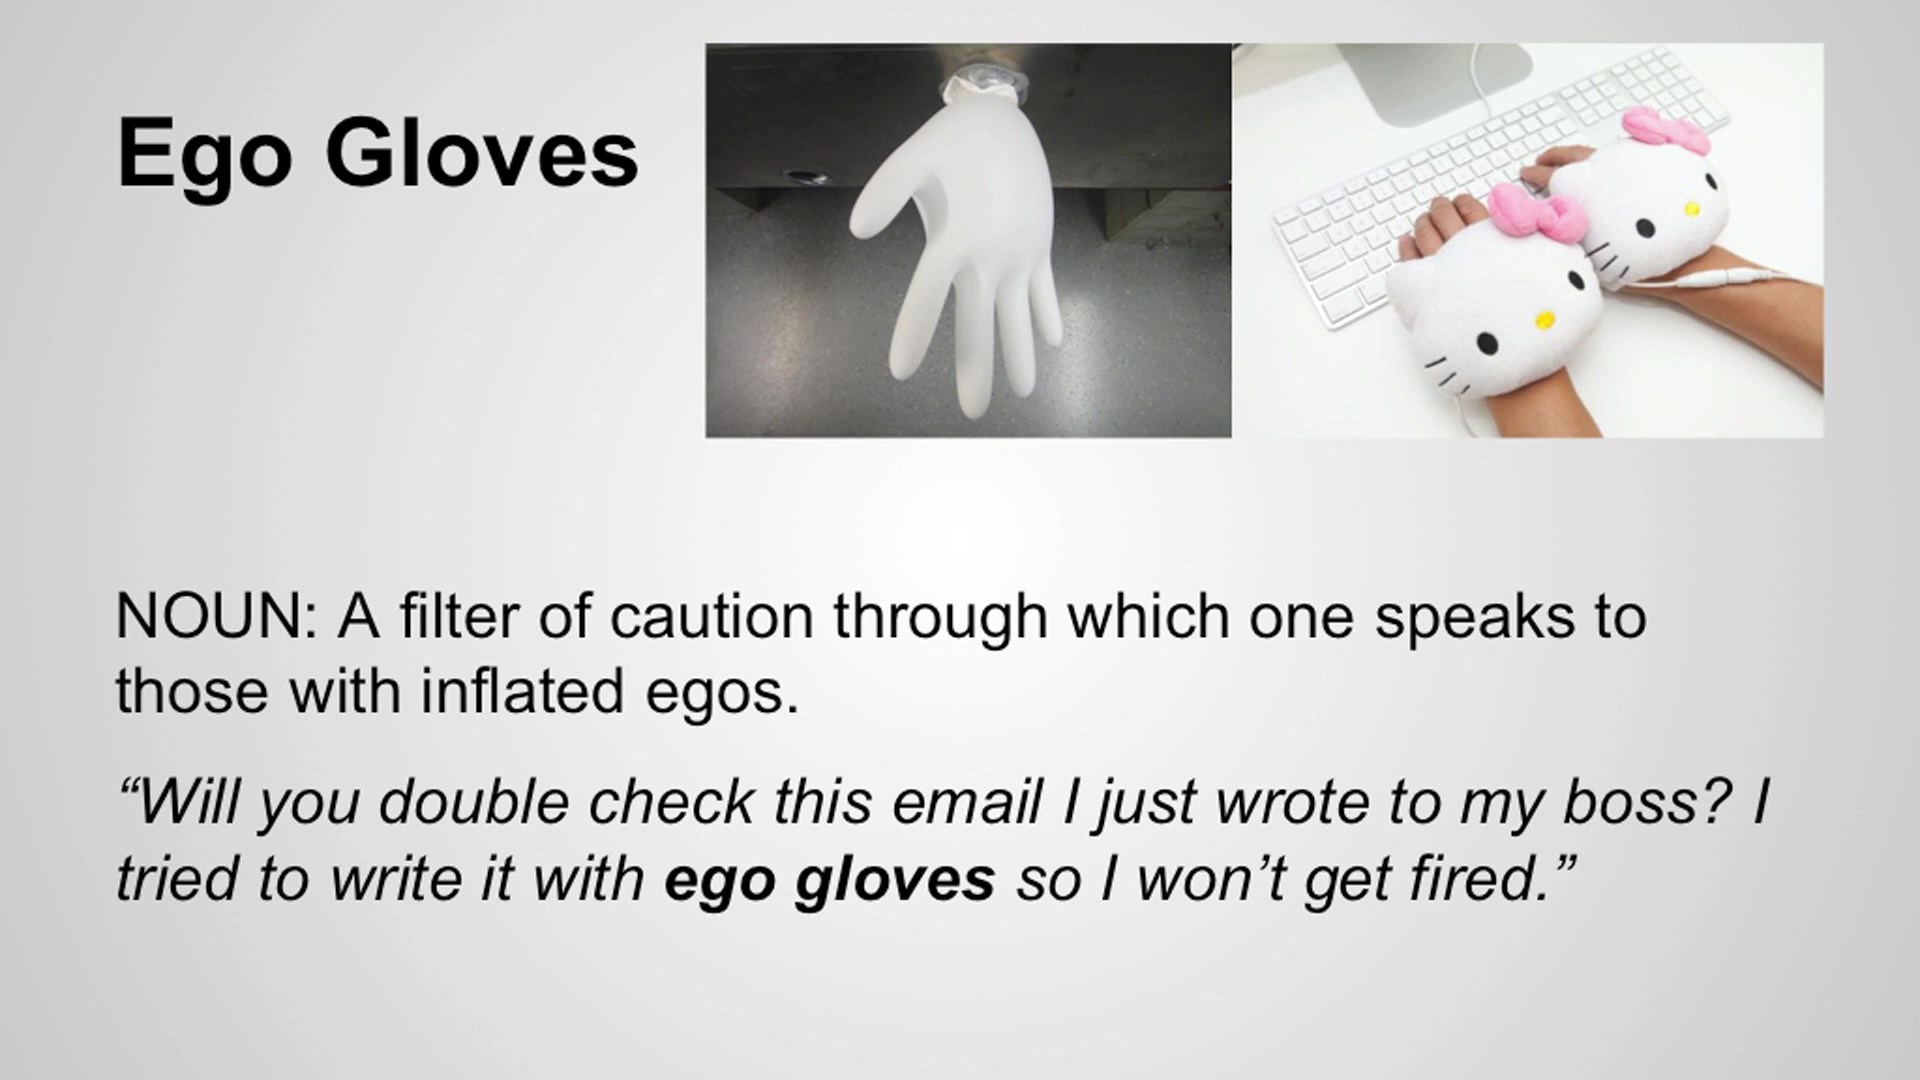 Ego Gloves
NOUN: A filter of caution through which one speaks to
those with inflated egos.
“Will you double check this email I just wrote to my boss? I
tried to write it with ego gloves so I won’t get fired.”